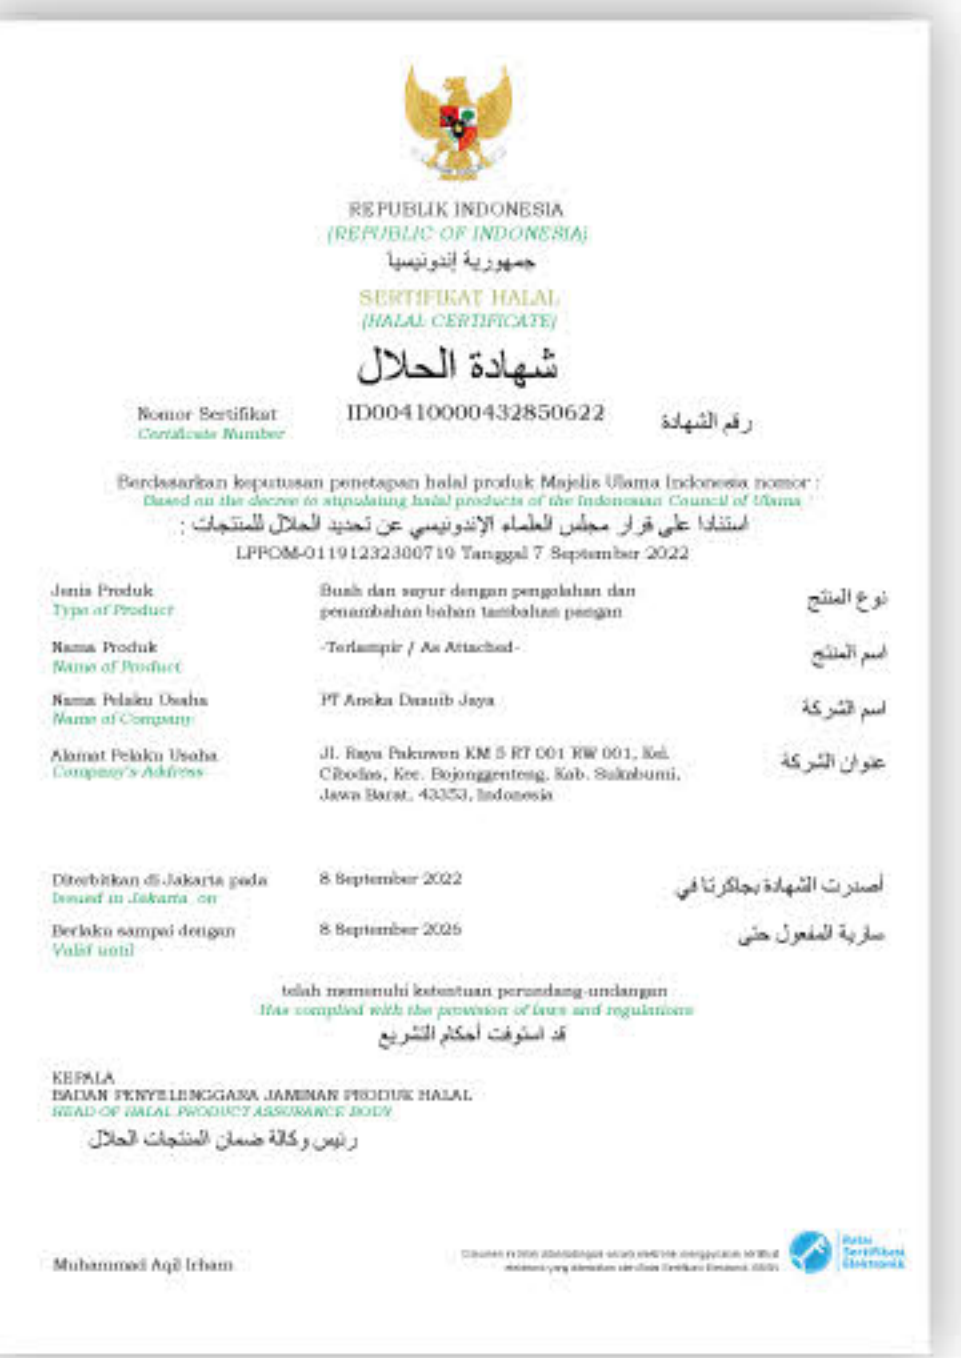 REPUBLIK INDONESIA
(REPUBLIC OF INDONESIA)
جمهورية إندونيسيا
SERTIFIKAT HALAL
(HALAL CERTIFICATE)
شهادة الحلال
Nomor Sertifikat ID00410000432850622 رقم الشهادة
Certificate Number
Berdasarkan keputusan penetapan halal produk Majelis Ulama Indonesia nomor :
Based on the decree to stipulating halal products of the Indonesian Council of Ulama
استنادا على قرار مجلس العلماء الإندونيسي عن تحديد الحلال للمنتجات :
LPPOM-01191232300719 Tanggal 7 September 2022
Jenis Produk Buah dan sayur dengan pengolahan dan نوع المنتج
Type of Product penambahan bahan tambahan pangan
Nama Produk -Terlampir / As Attached- اسم المنتج
Name of Product
Nama Pelaku Usaha PT Aneka Dasuib Jaya اسم الشركة
Name of Company
Alamat Pelaku Usaha Jl. Raya Pakuwon KM 5 RT 001 RW 001, Kel. عنوان الشركة
Company's Address Cibodas, Kec. Bojonggenteng, Kab. Sukabumi,
Jawa Barat, 43353, Indonesia
Diterbitkan di Jakarta pada 8 September 2022 أصدرت الشهادة بجاكرتا في
Issued in Jakarta on
Berlaku sampai dengan 8 September 2026 سارية المفعول حتى
Valif until
telah memenuhi ketentuan perundang-undangan
Has complied with the provision of laws and regulations
قد استوفت أحكام التشريع
KEPALA
BADAN PENYELENGGARA JAMINAN PRODUK HALAL
HEAD OF HALAL PRODUCT ASSURANCE BODY
رئيس وكالة ضمان المنتجات الحلال
Muhammad Aqil Irham
Balai
Sertifikasi
Elektronik